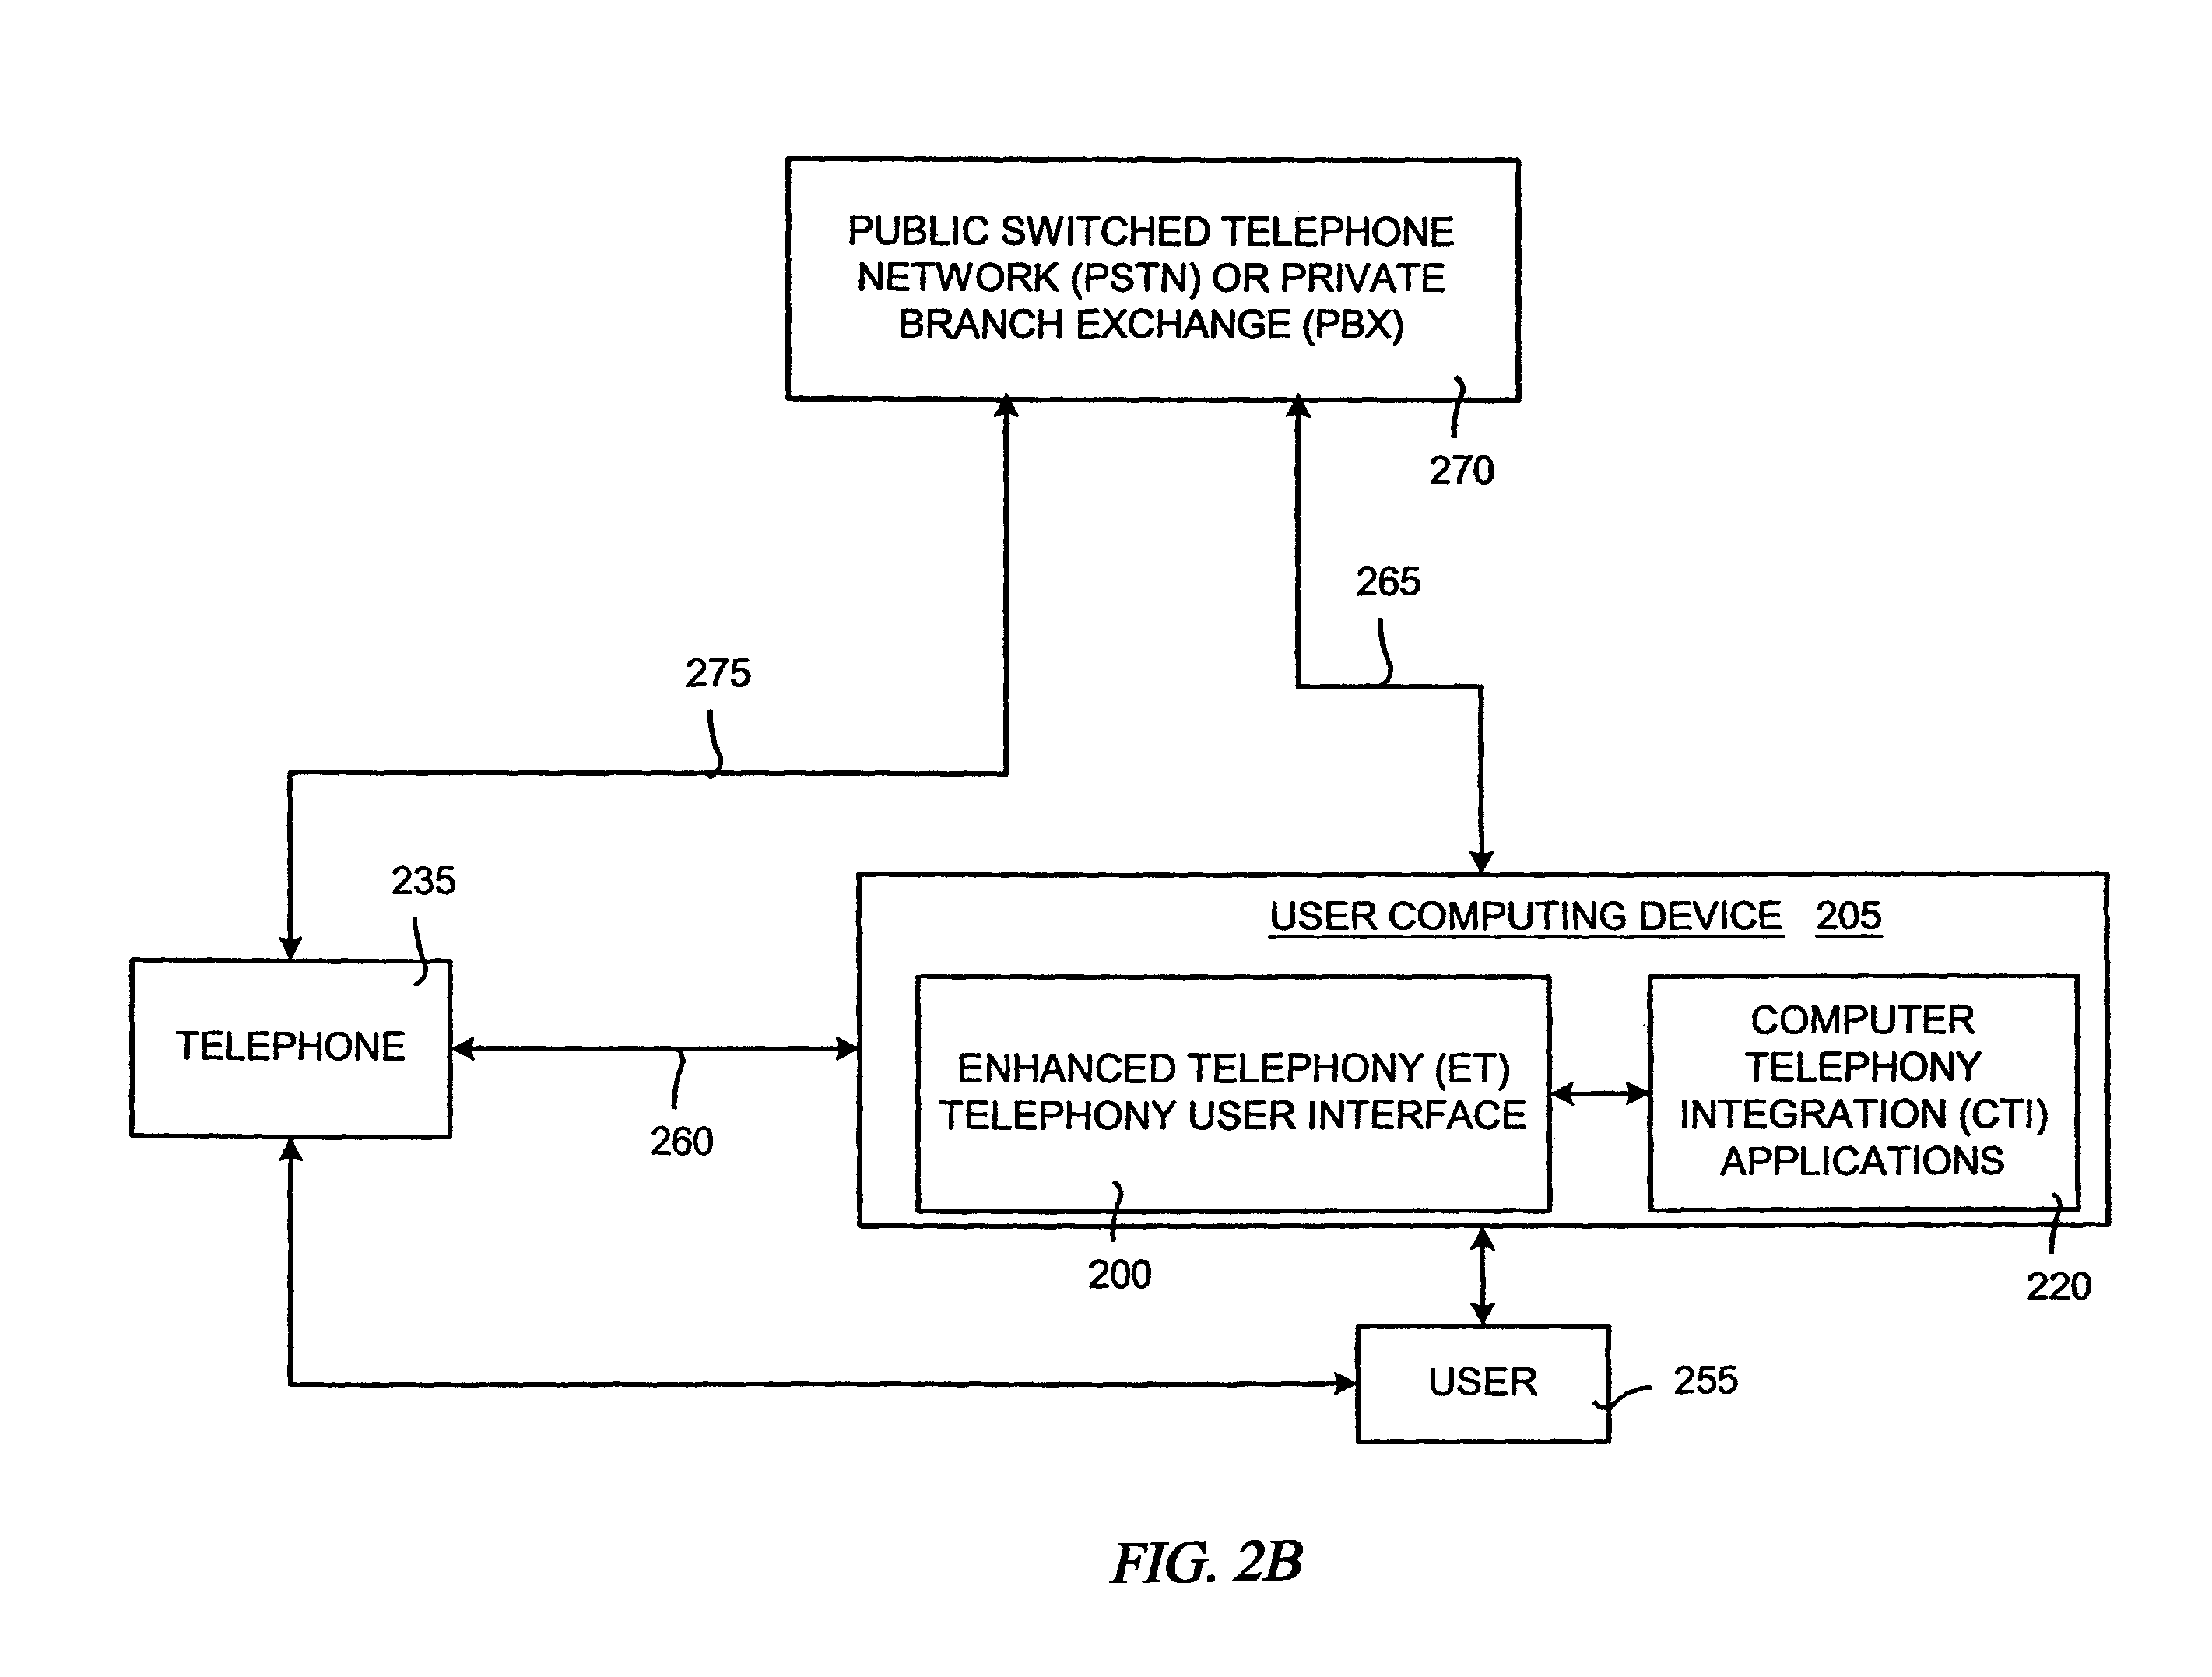 PUBLIC SWITCHED TELEPHONE
NETWORK (PSTN) OR PRIVATE
BRANCH EXCHANGE (PBX)
270
265
275
235
USER COMPUTING DEVICE 205
TELEPHONE
260
ENHANCED TELEPHONY (ET)
TELEPHONY USER INTERFACE
200
COMPUTER
TELEPHONY
INTEGRATION (CTI)
APPLICATIONS
220
USER
255
FIG. 2B